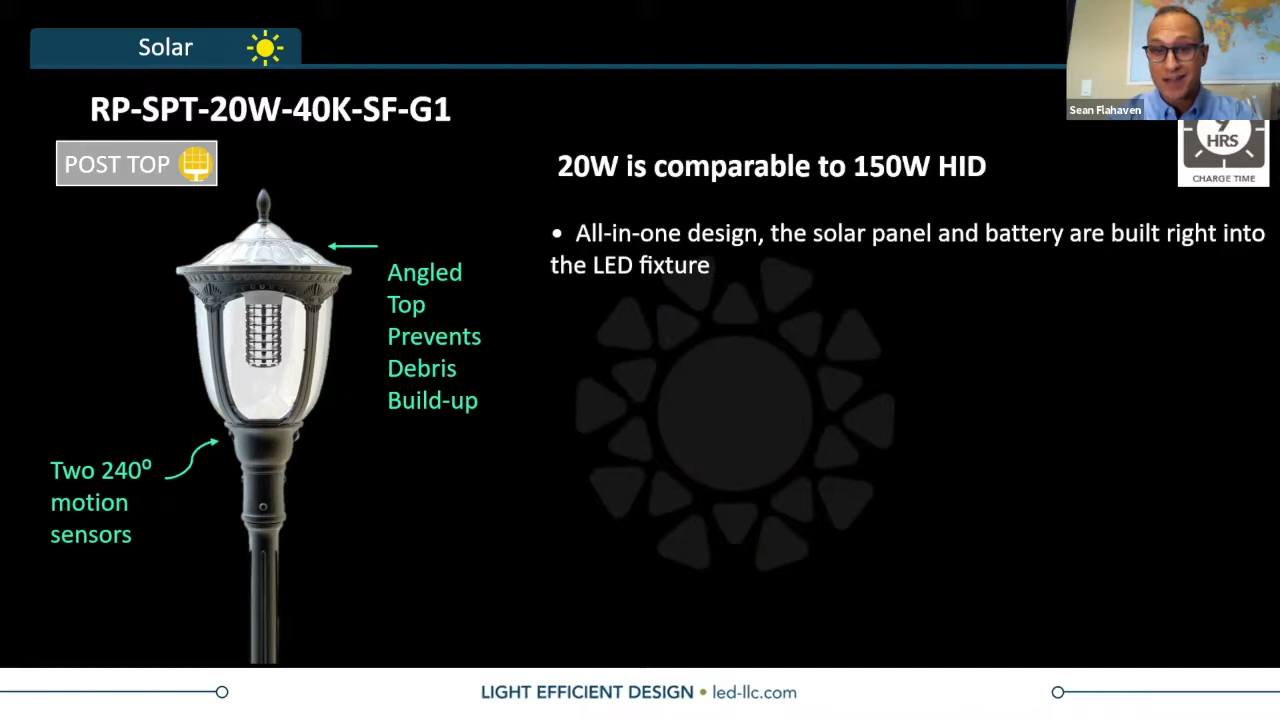 Solar
Sean Flahaven
RP-SPT-20W-40K-SF-G1
9
HRS
CHARGE TIME
POST TOP
20W is comparable to 150W HID
• All-in-one design, the solar panel and battery are built right into
the LED fixture
Angled
Top
Prevents
Debris
Build-up
Two 240⁰
motion
sensors
LIGHT EFFICIENT DESIGN • led-llc.com